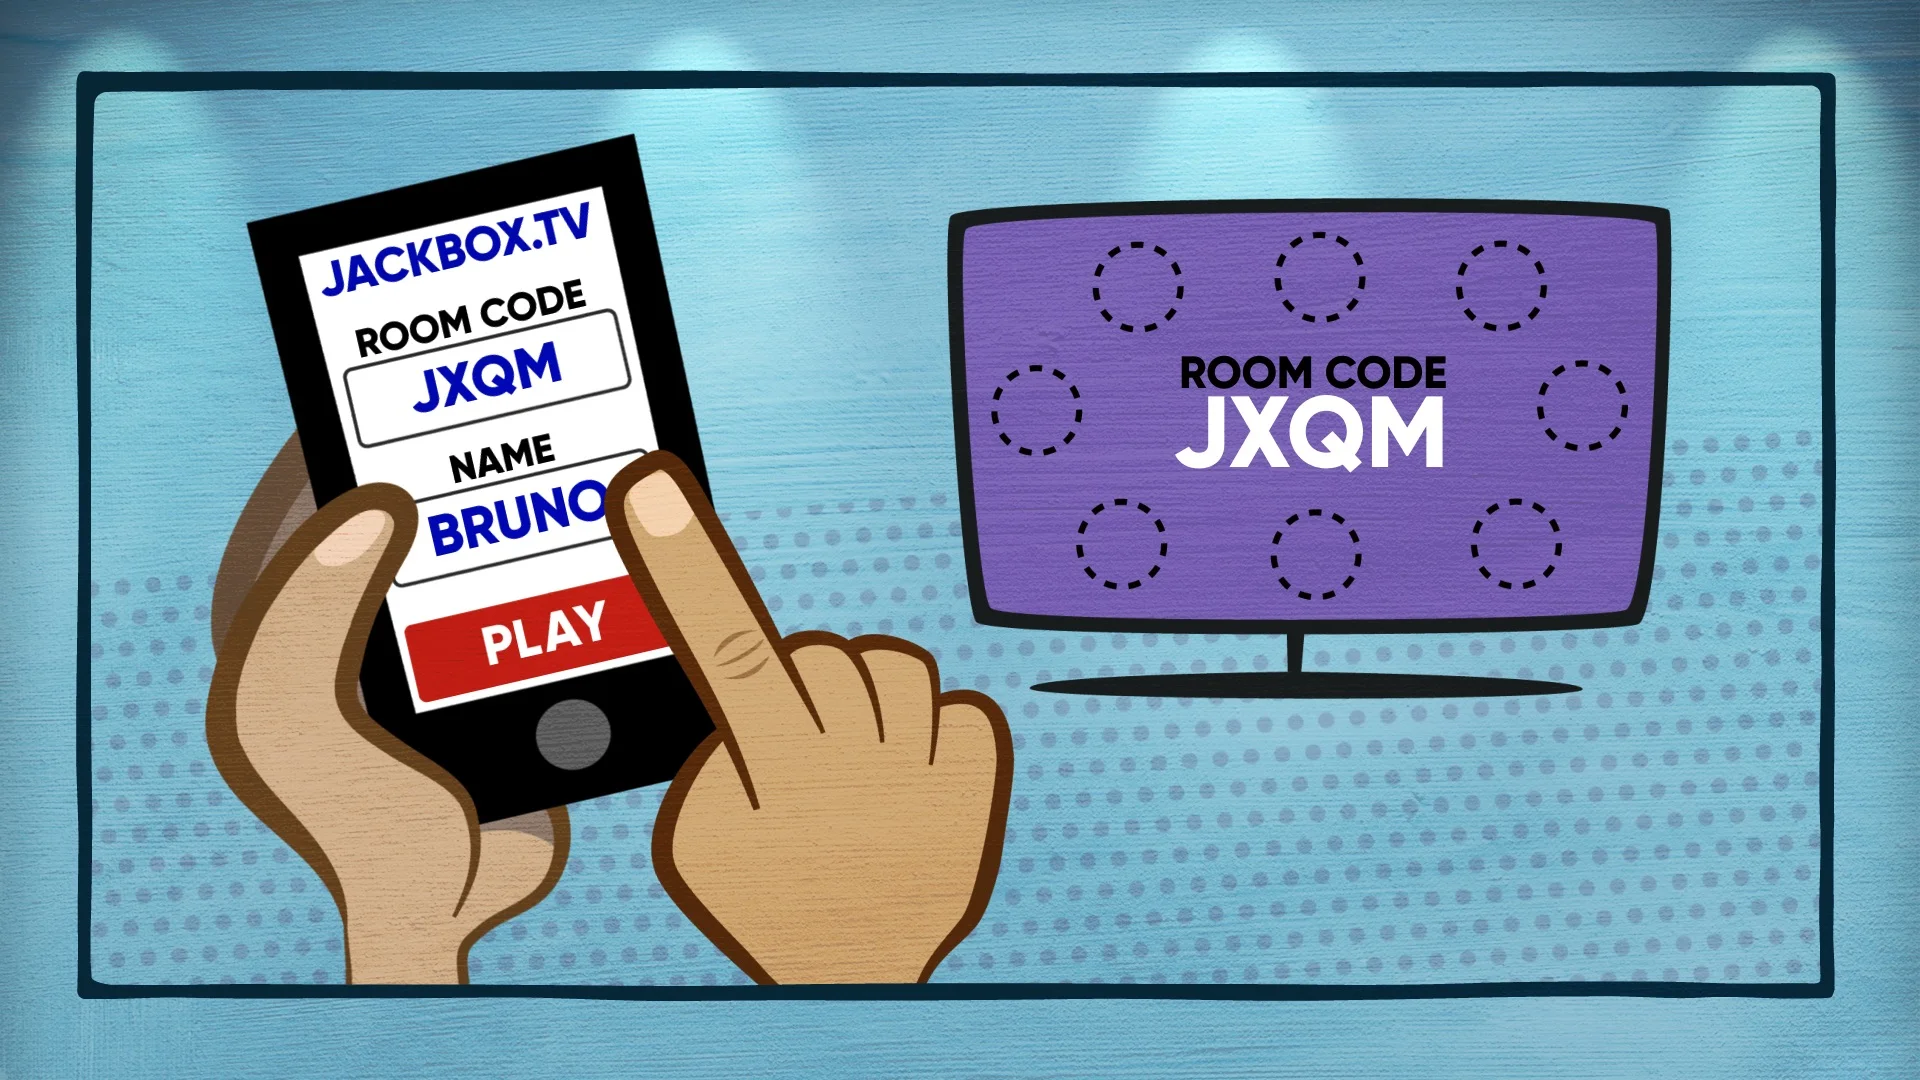 JACKBOX.TV
ROOM CODE
JXQM
NAME
BRUNO
PLAY
ROOM CODE
JXQM